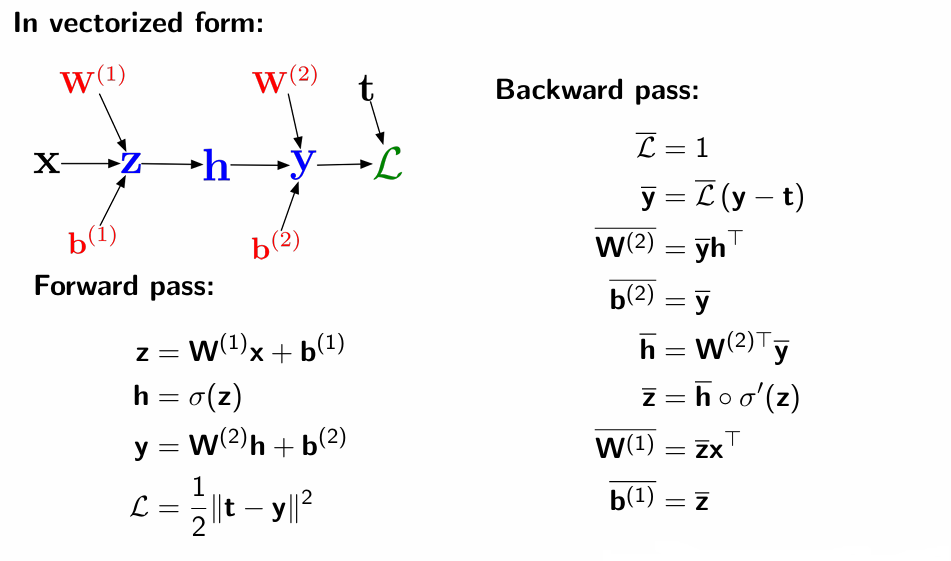 In vectorized form:
W⁽¹⁾ W⁽²⁾ t
x z h y ℒ
b⁽¹⁾ b⁽²⁾
Forward pass:
z = W⁽¹⁾x + b⁽¹⁾
h = σ(z)
y = W⁽²⁾h + b⁽²⁾
ℒ = 1/2 ‖t − y‖²
Backward pass:
ℒ̅ = 1
y̅ = ℒ̅ (y − t)
W̅⁽²⁾ = y̅h⊤
b̅⁽²⁾ = y̅
h̅ = W⁽²⁾⊤y̅
z̅ = h̅ ∘ σ′(z)
W̅⁽¹⁾ = z̅x⊤
b̅⁽¹⁾ = z̅